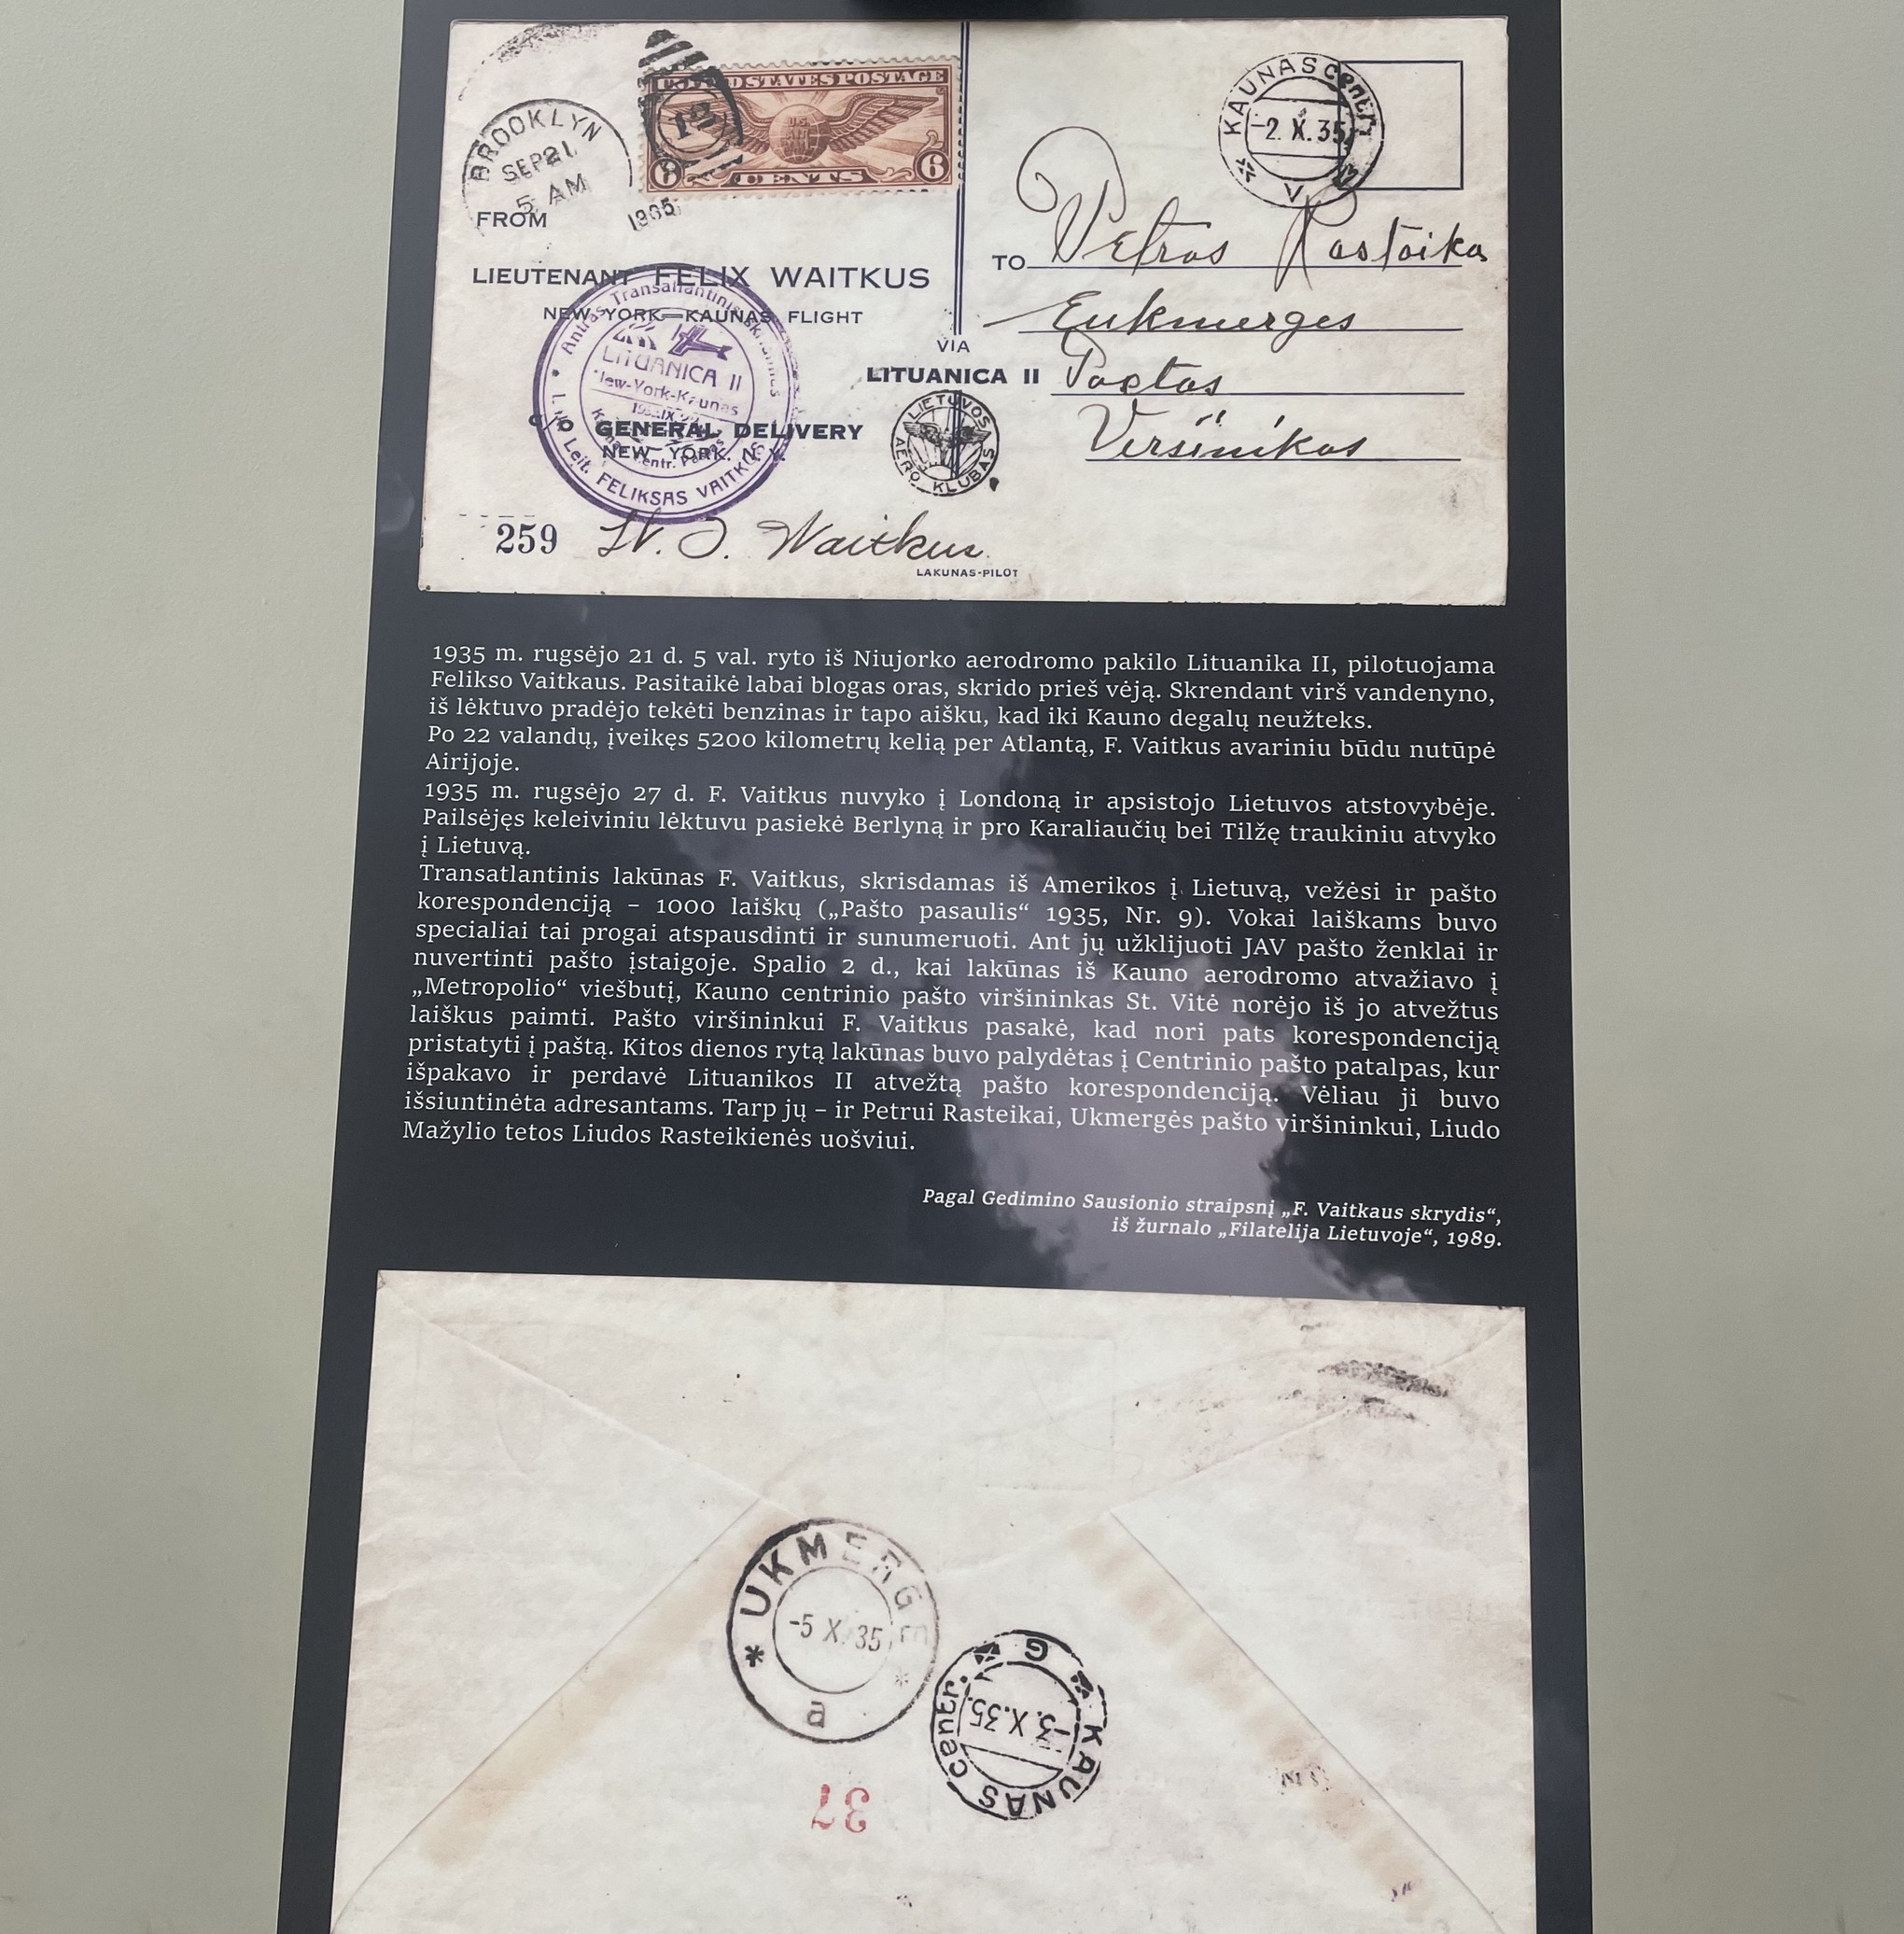 BROOKLYN
SEP 21
5 AM
1935
UNITED STATES POSTAGE
U.S.
6 CENTS 6
12
FROM
LIEUTENANT FELIX WAITKUS
NEW YORK—KAUNAS FLIGHT
Antras Transatlantinis skridimas
LITUANICA II
New-York-Kaunas
Centr.
Leit. FELIKSAS VAITKUS
c/o GENERAL DELIVERY
NEW YORK, N. Y.
259
Lt. F. Waitkus
LAKUNAS-PILOT
VIA
LITUANICA II
LIETUVOS
AERO KLUBAS
KAUNAS Centr.
-2. X. 35
V
TO Petras Rastaika
Eukmerges
Pastas
Versinikas
1935 m. rugsėjo 21 d. 5 val. ryto iš Niujorko aerodromo pakilo Lituanika II, pilotuojama
Felikso Vaitkaus. Pasitaikė labai blogas oras, skrido prieš vėją. Skrendant virš vandenyno,
iš lėktuvo pradėjo tekėti benzinas ir tapo aišku, kad iki Kauno degalų neužteks.
Po 22 valandų, įveikęs 5200 kilometrų kelią per Atlantą, F. Vaitkus avariniu būdu nutūpė
Airijoje.
1935 m. rugsėjo 27 d. F. Vaitkus nuvyko į Londoną ir apsistojo Lietuvos atstovybėje.
Pailsėjęs keleiviniu lėktuvu pasiekė Berlyną ir pro Karaliaučių bei Tilžę traukiniu atvyko
į Lietuvą.
Transatlantinis lakūnas F. Vaitkus, skrisdamas iš Amerikos į Lietuvą, vežėsi ir pašto
korespondenciją – 1000 laiškų („Pašto pasaulis“ 1935, Nr. 9). Vokai laiškams buvo
specialiai tai progai atspausdinti ir sunumeruoti. Ant jų užklijuoti JAV pašto ženklai ir
nuvertinti pašto įstaigoje. Spalio 2 d., kai lakūnas iš Kauno aerodromo atvažiavo į
„Metropolio“ viešbutį, Kauno centrinio pašto viršininkas St. Vitė norėjo iš jo atvežtus
laiškus paimti. Pašto viršininkui F. Vaitkus pasakė, kad nori pats korespondenciją
pristatyti į paštą. Kitos dienos rytą lakūnas buvo palydėtas į Centrinio pašto patalpas, kur
išpakavo ir perdavė Lituanikos II atvežtą pašto korespondenciją. Vėliau ji buvo
išsiuntinėta adresantams. Tarp jų – ir Petrui Rasteikai, Ukmergės pašto viršininkui, Liudo
Mažylio tetos Liudos Rasteikienės uošviui.
Pagal Gedimino Sausionio straipsnį „F. Vaitkaus skrydis“,
iš žurnalo „Filatelija Lietuvoje“, 1989.
UKMERGE
-5 X. 35
a
KAUNAS Centr.
-3. X. 35.
G
37